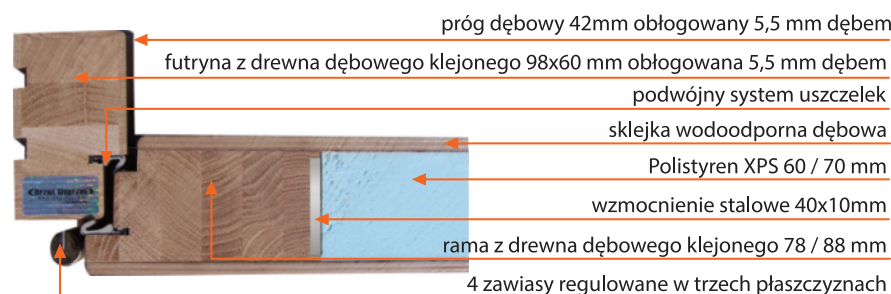 próg dębowy 42mm obłogowany 5,5 mm dębem
futryna z drewna dębowego klejonego 98x60 mm obłogowana 5,5 mm dębem
podwójny system uszczelek
sklejka wodoodporna dębowa
Polistyren XPS 60 / 70 mm
wzmocnienie stalowe 40x10mm
rama z drewna dębowego klejonego 78 / 88 mm
4 zawiasy regulowane w trzech płaszczyznach